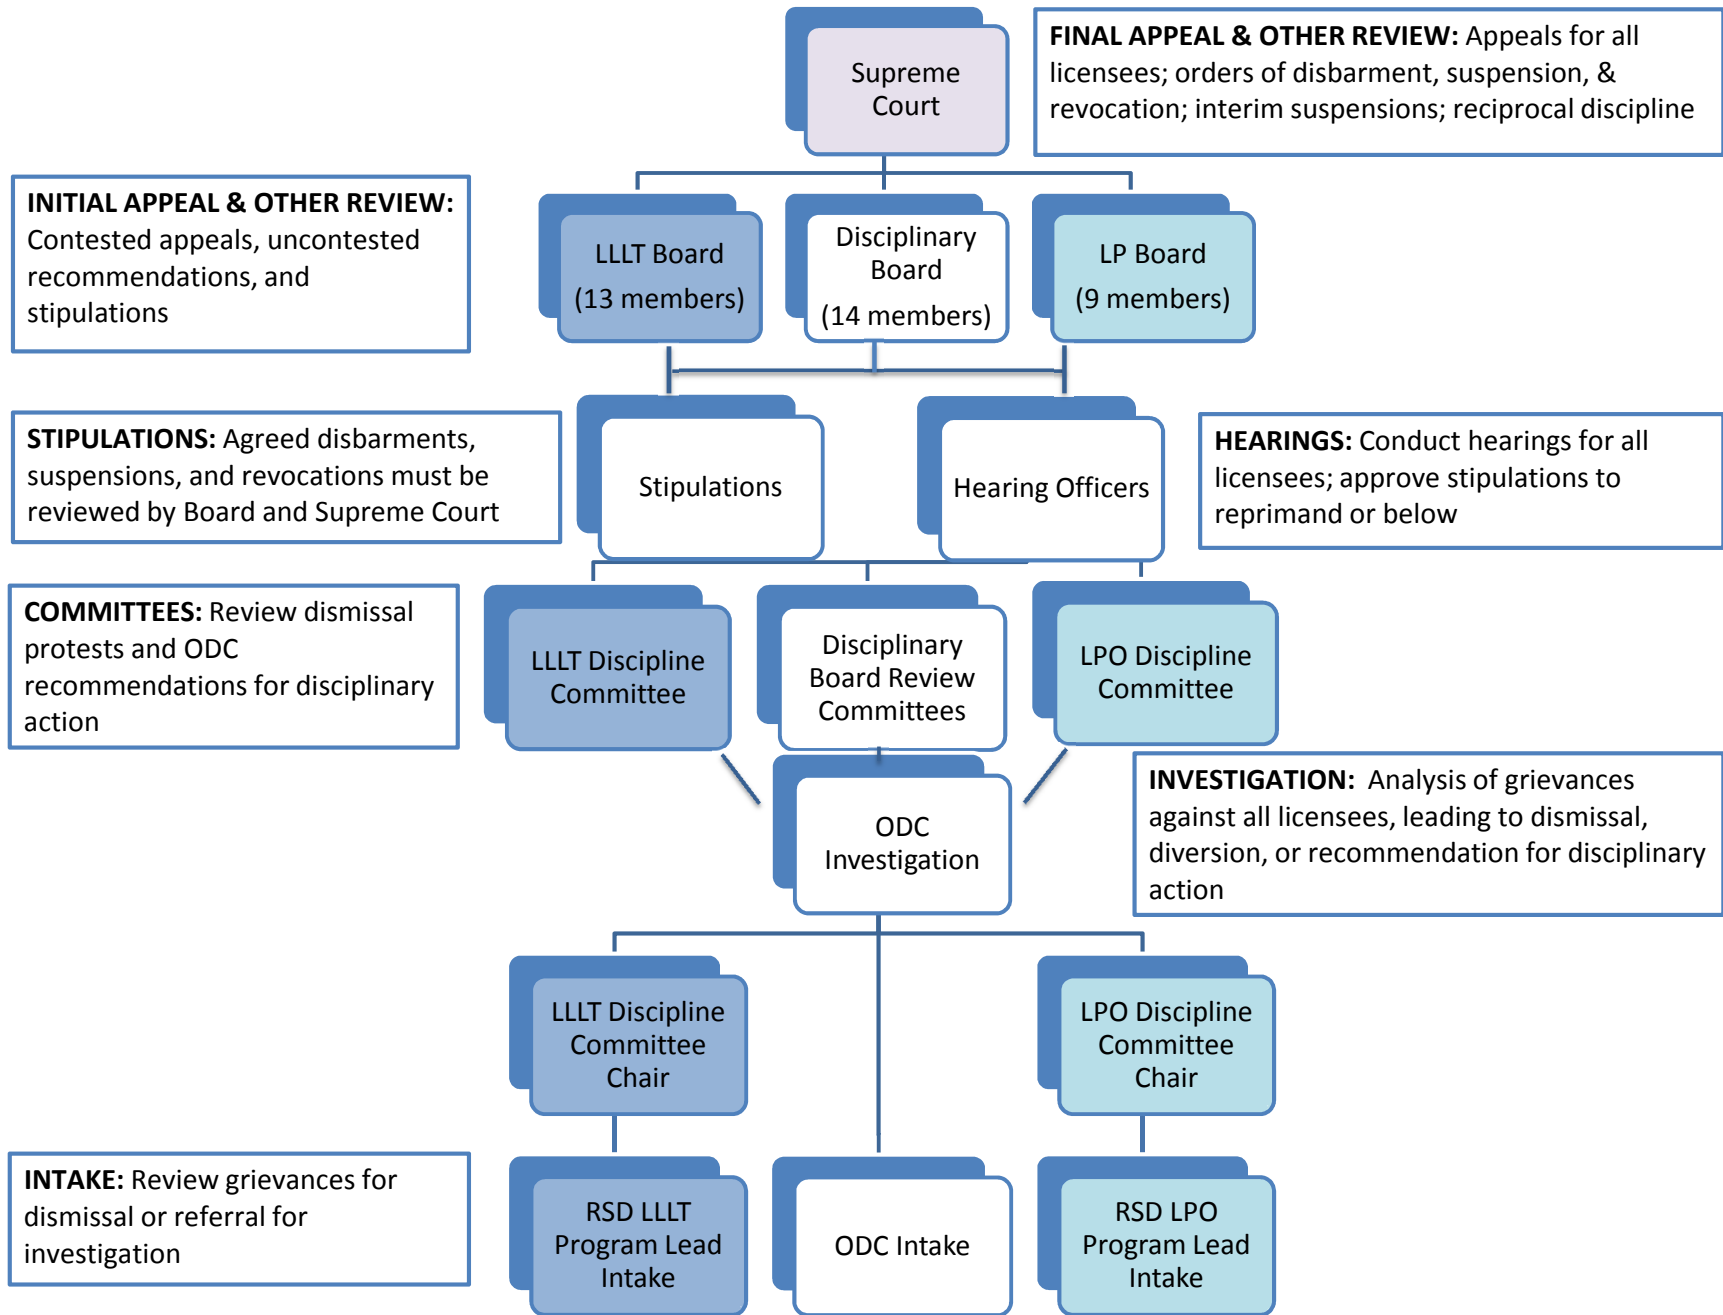 Supreme
Court
FINAL APPEAL & OTHER REVIEW: Appeals for all
licensees; orders of disbarment, suspension, &
revocation; interim suspensions; reciprocal discipline
INITIAL APPEAL & OTHER REVIEW:
Contested appeals, uncontested
recommendations, and
stipulations
LLLT Board
(13 members)
Disciplinary
Board
(14 members)
LP Board
(9 members)
STIPULATIONS: Agreed disbarments,
suspensions, and revocations must be
reviewed by Board and Supreme Court
Stipulations
Hearing Officers
HEARINGS: Conduct hearings for all
licensees; approve stipulations to
reprimand or below
COMMITTEES: Review dismissal
protests and ODC
recommendations for disciplinary
action
LLLT Discipline
Committee
Disciplinary
Board Review
Committees
LPO Discipline
Committee
ODC
Investigation
INVESTIGATION: Analysis of grievances
against all licensees, leading to dismissal,
diversion, or recommendation for disciplinary
action
LLLT Discipline
Committee
Chair
LPO Discipline
Committee
Chair
INTAKE: Review grievances for
dismissal or referral for
investigation
RSD LLLT
Program Lead
Intake
ODC Intake
RSD LPO
Program Lead
Intake